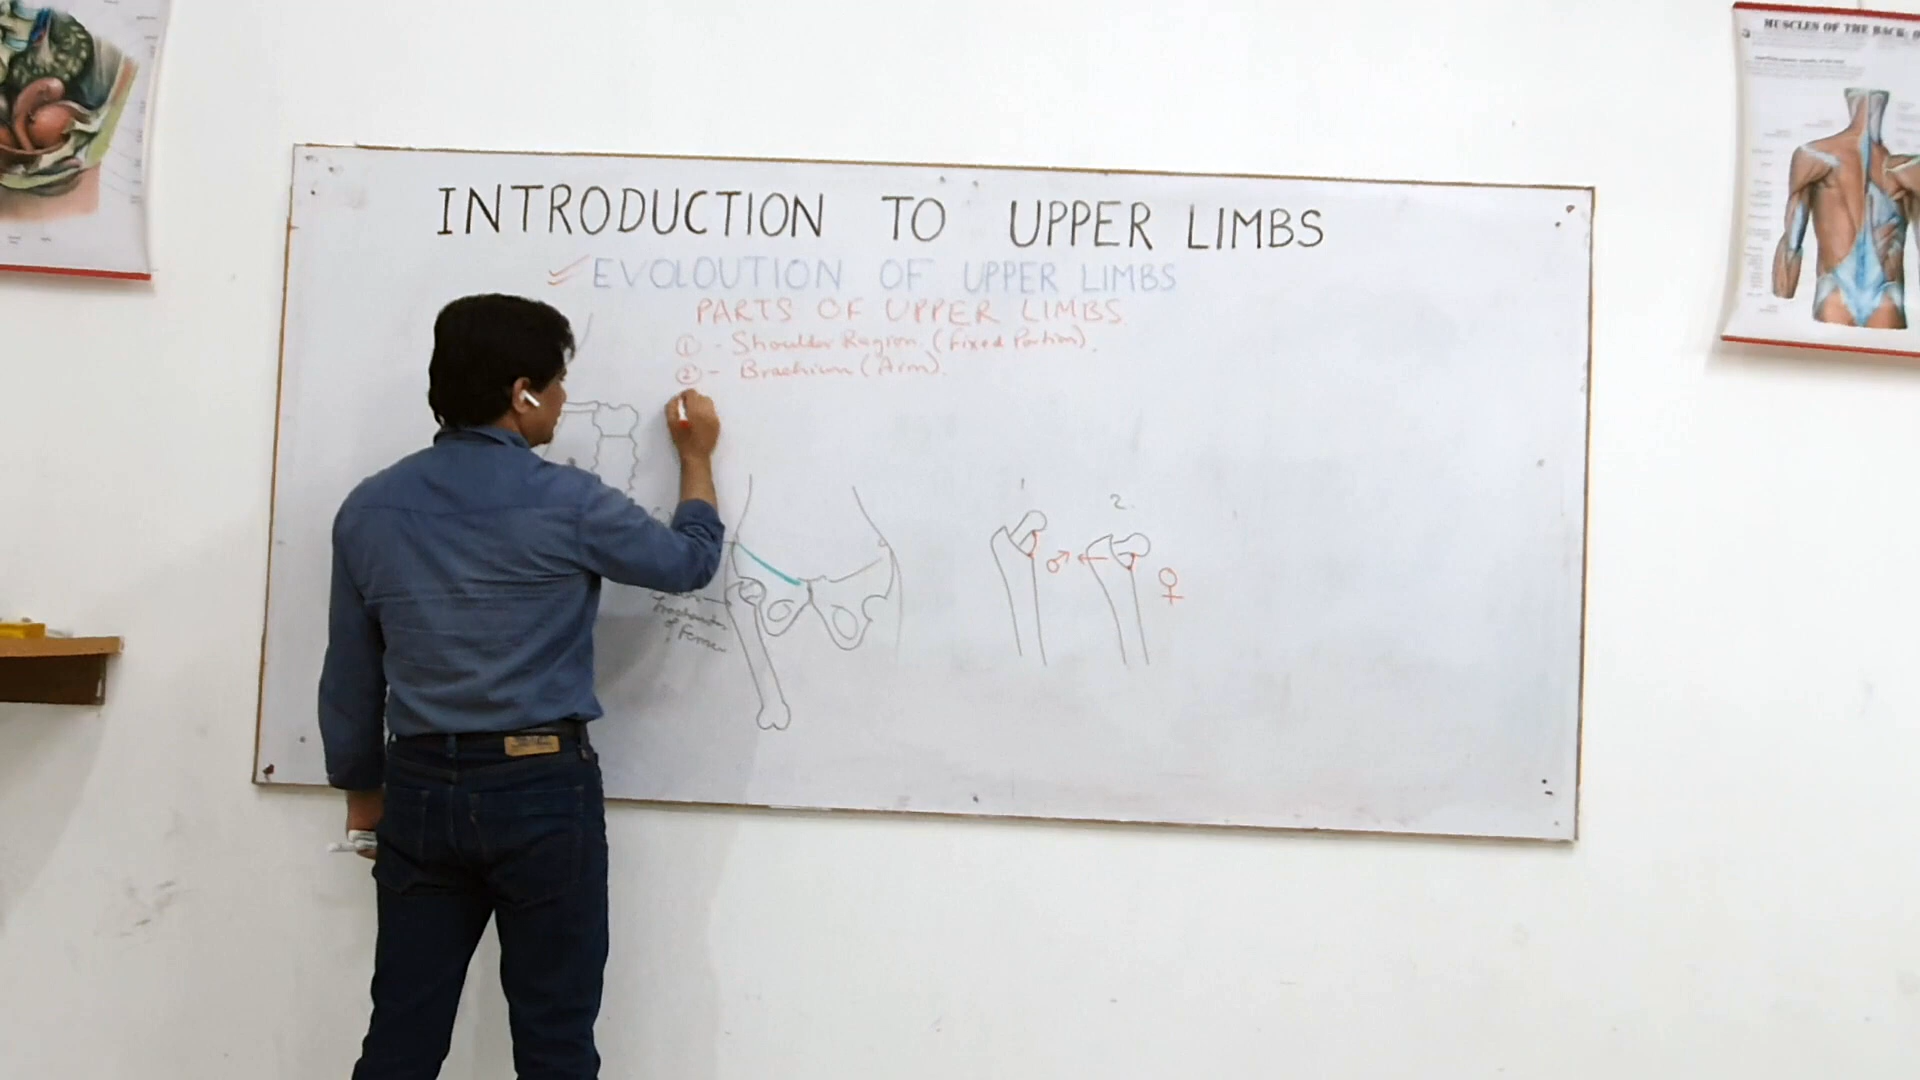 MUSCLES OF THE BACK:
INTRODUCTION TO UPPER LIMBS
✓ EVOLOUTION OF UPPER LIMBS
PARTS OF UPPER LIMBS.
① - Shoulder Region. (Fixed Portion).
② - Brachium (Arm).
1
2.
♂
♀
Trochanter
of Femur